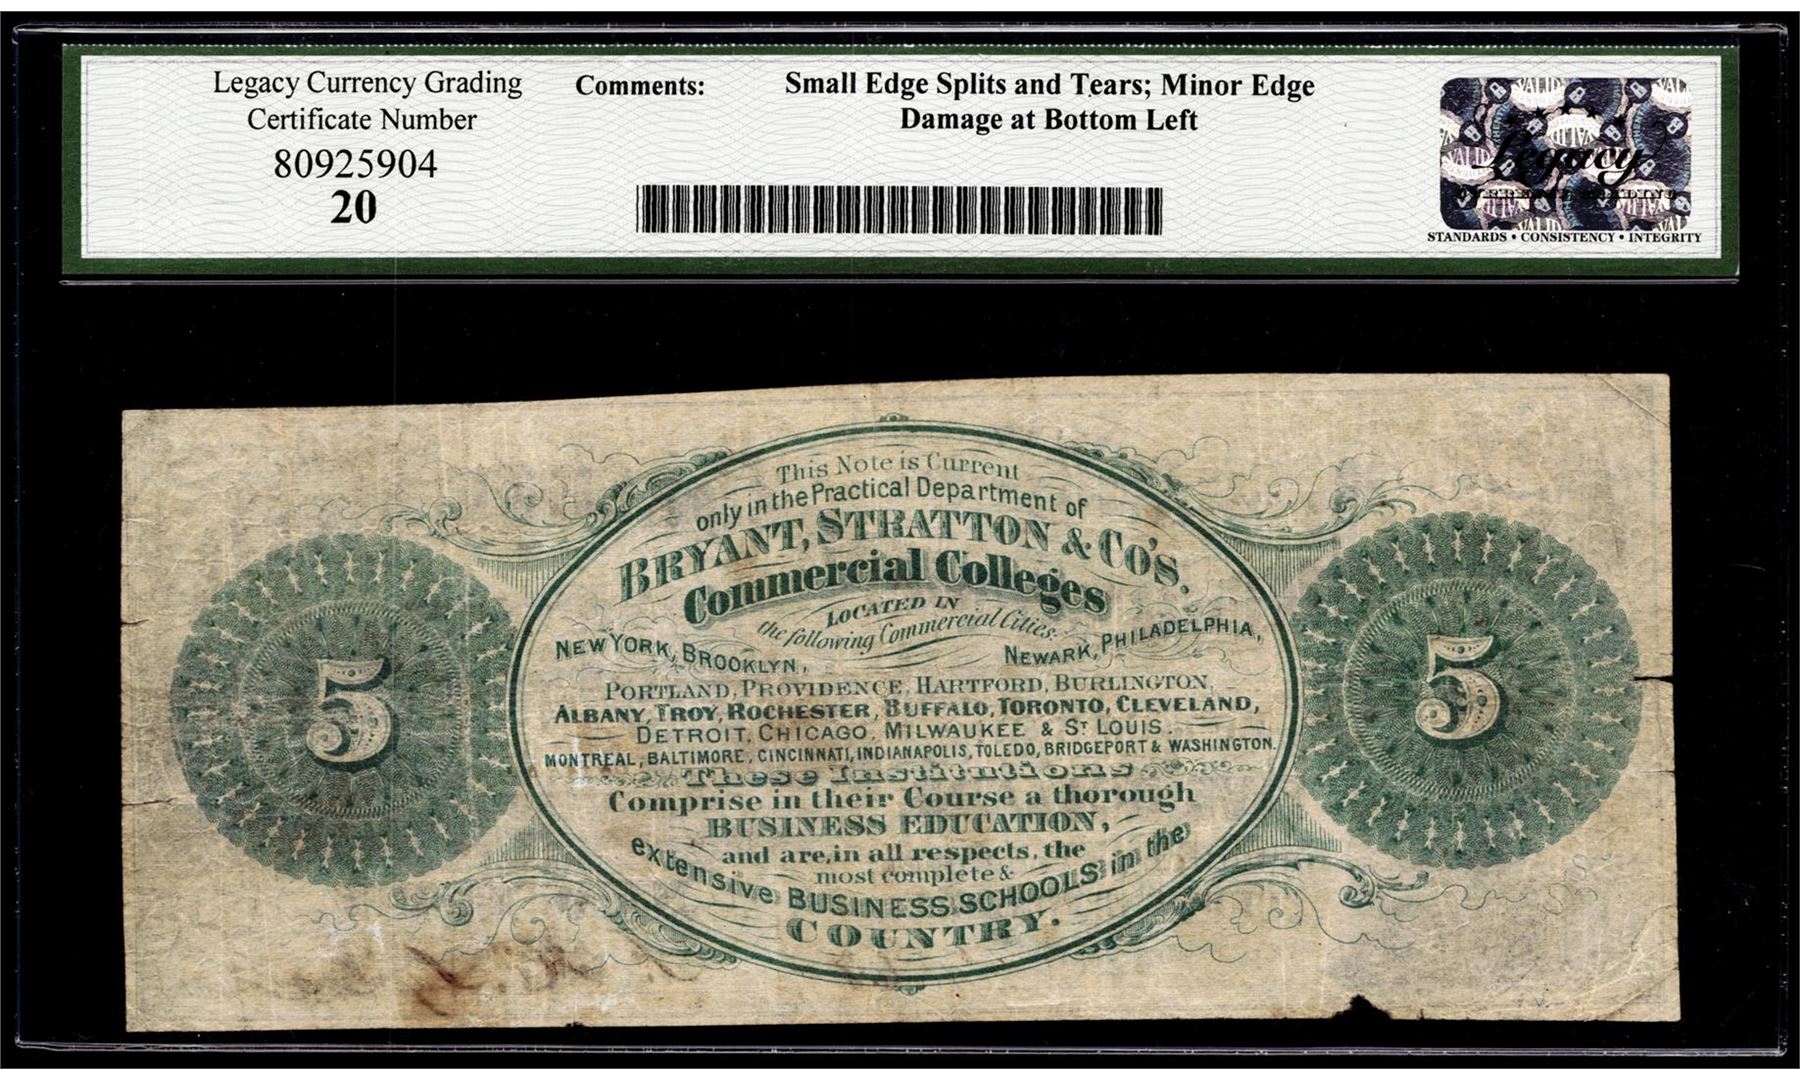 Legacy Currency Grading
Certificate Number
80925904
20
Comments:
Small Edge Splits and Tears; Minor Edge
Damage at Bottom Left
VALID
Legacy
CURRENCY GRADING
STANDARDS • CONSISTENCY • INTEGRITY
This Note is Current
only in the Practical Department of
BRYANT, STRATTON & CO'S.
Commercial Colleges
LOCATED IN
the following Commercial Cities.
NEW YORK, BROOKLYN,
NEWARK, PHILADELPHIA,
PORTLAND, PROVIDENCE, HARTFORD, BURLINGTON,
ALBANY, TROY, ROCHESTER, BUFFALO, TORONTO, CLEVELAND,
DETROIT, CHICAGO, MILWAUKEE & ST LOUIS.
MONTREAL, BALTIMORE, CINCINNATI, INDIANAPOLIS, TOLEDO, BRIDGEPORT & WASHINGTON.
These Institutions
Comprise in their Course a thorough
BUSINESS EDUCATION,
and are, in all respects, the
most complete &
extensive BUSINESS SCHOOLS in the
COUNTRY.
5
5